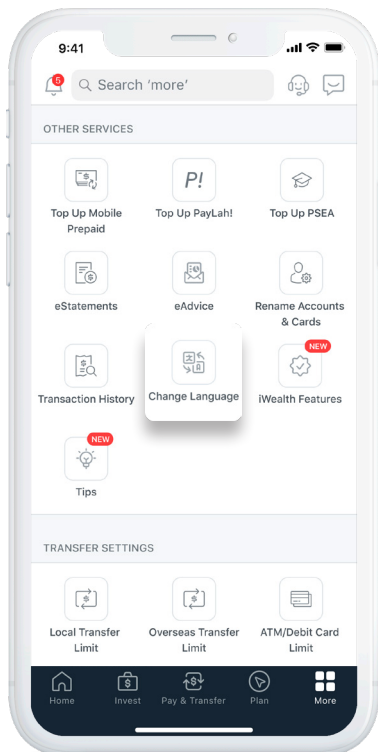 9:41
5
Search 'more'
OTHER SERVICES
P!
Top Up Mobile Top Up PayLah! Top Up PSEA
Prepaid
eStatements eAdvice Rename Accounts
& Cards
NEW
Transaction History Change Language iWealth Features
NEW
Tips
TRANSFER SETTINGS
Local Transfer Overseas Transfer ATM/Debit Card
Limit Limit Limit
Home Invest Pay & Transfer Plan More